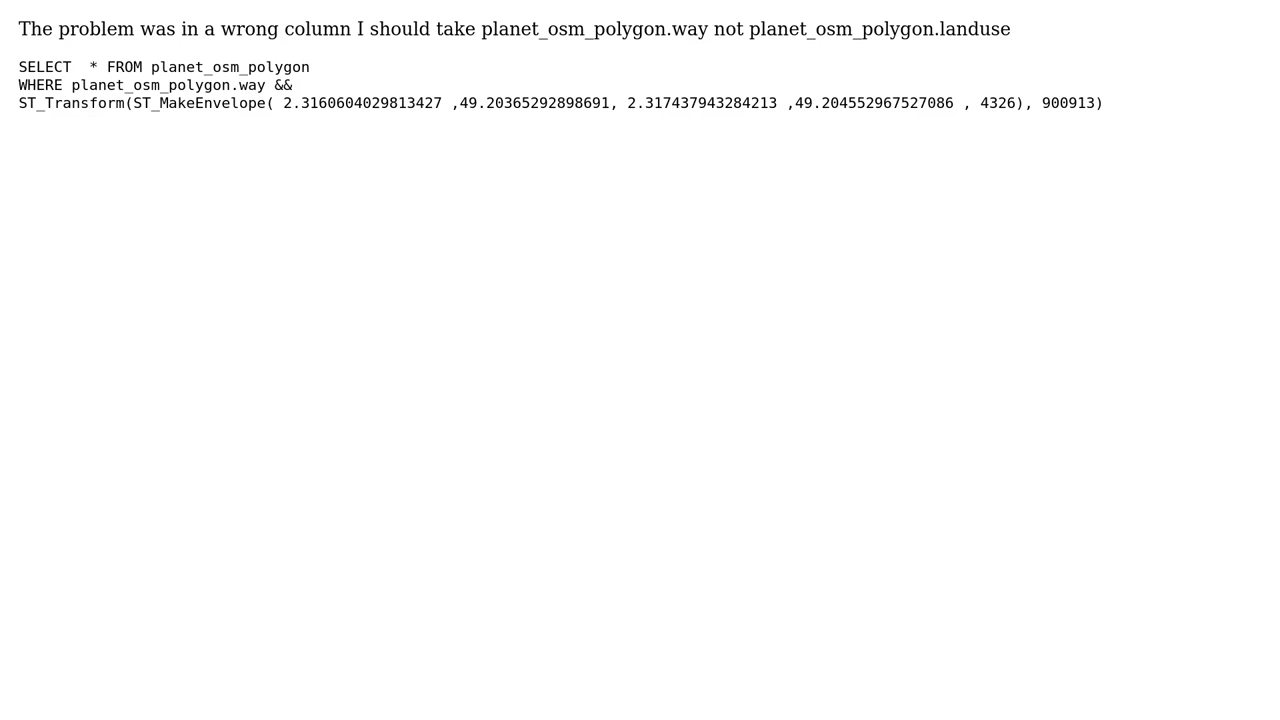 The problem was in a wrong column I should take planet_osm_polygon.way not planet_osm_polygon.landuse
SELECT  * FROM planet_osm_polygon
WHERE planet_osm_polygon.way &&
ST_Transform(ST_MakeEnvelope( 2.3160604029813427 ,49.20365292898691, 2.317437943284213 ,49.204552967527086 , 4326), 900913)